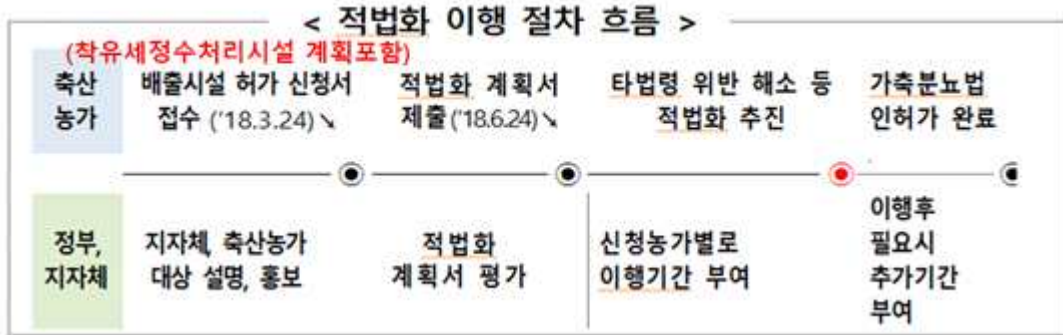 < 적법화 이행 절차 흐름 >
(착유세정수처리시설 계획포함)
축산
농가
배출시설 허가 신청서
접수 ('18.3.24)↘
적법화 계획서
제출('18.6.24)↘
타법령 위반 해소 등
적법화 추진
가축분뇨법
인허가 완료
정부,
지자체
지자체, 축산농가
대상 설명, 홍보
적법화
계획서 평가
신청농가별로
이행기간 부여
이행후
필요시
추가기간
부여